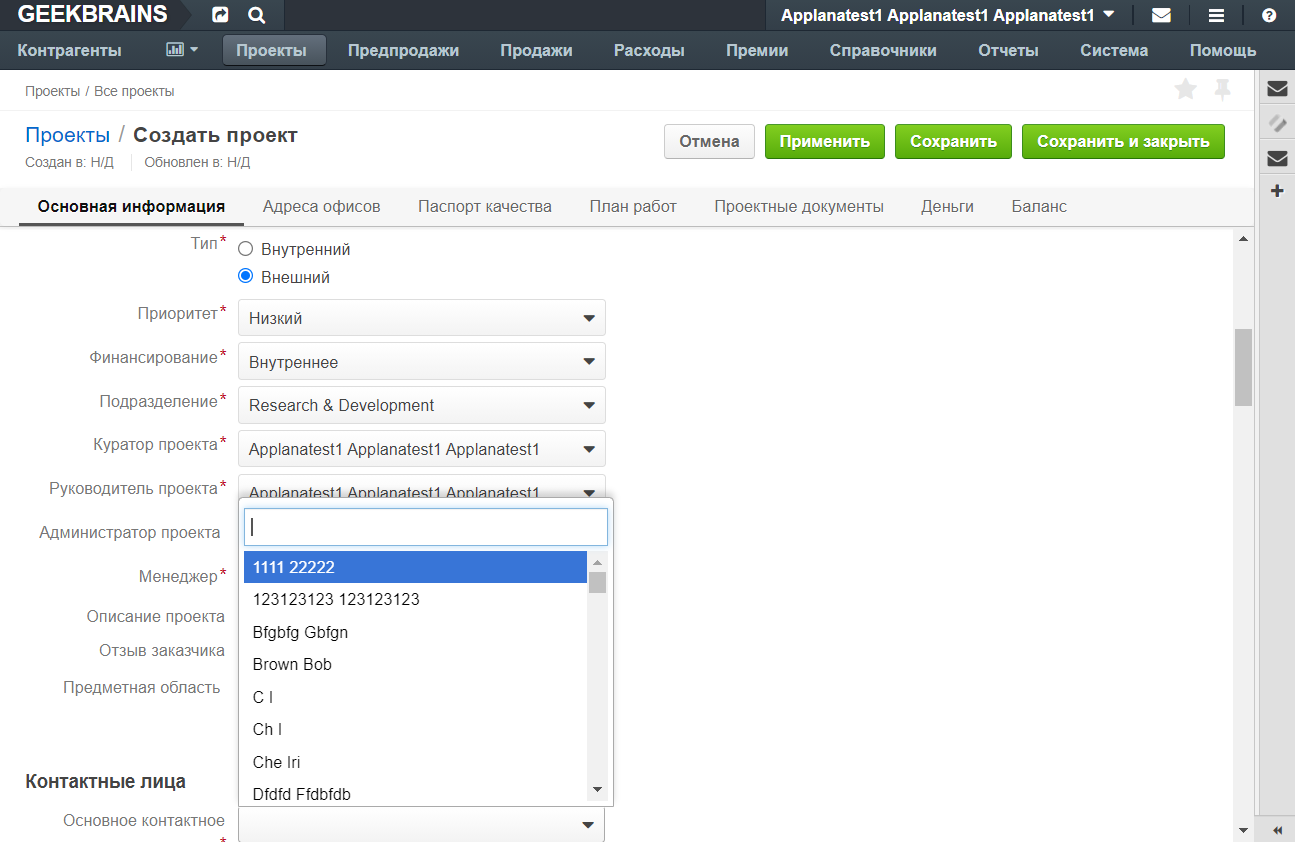 GEEKBRAINS
Applanatest1 Applanatest1 Applanatest1
Контрагенты Проекты Предпродажи Продажи Расходы Премии Справочники Отчеты Система Помощь
Проекты / Все проекты
Проекты / Создать проект
Отмена Применить Сохранить Сохранить и закрыть
Создан в: Н/Д Обновлен в: Н/Д
Основная информация Адреса офисов Паспорт качества План работ Проектные документы Деньги Баланс
Тип* Внутренний
Внешний
Приоритет* Низкий
Финансирование* Внутреннее
Подразделение* Research & Development
Куратор проекта* Applanatest1 Applanatest1 Applanatest1
Руководитель проекта* Applanatest1 Applanatest1 Applanatest1
Администратор проекта
Менеджер*
Описание проекта
Отзыв заказчика
Предметная область
1111 22222
123123123 123123123
Bfgbfg Gbfgn
Brown Bob
C I
Ch I
Che Iri
Dfdfd Ffdbfdb
Контактные лица
Основное контактное
*